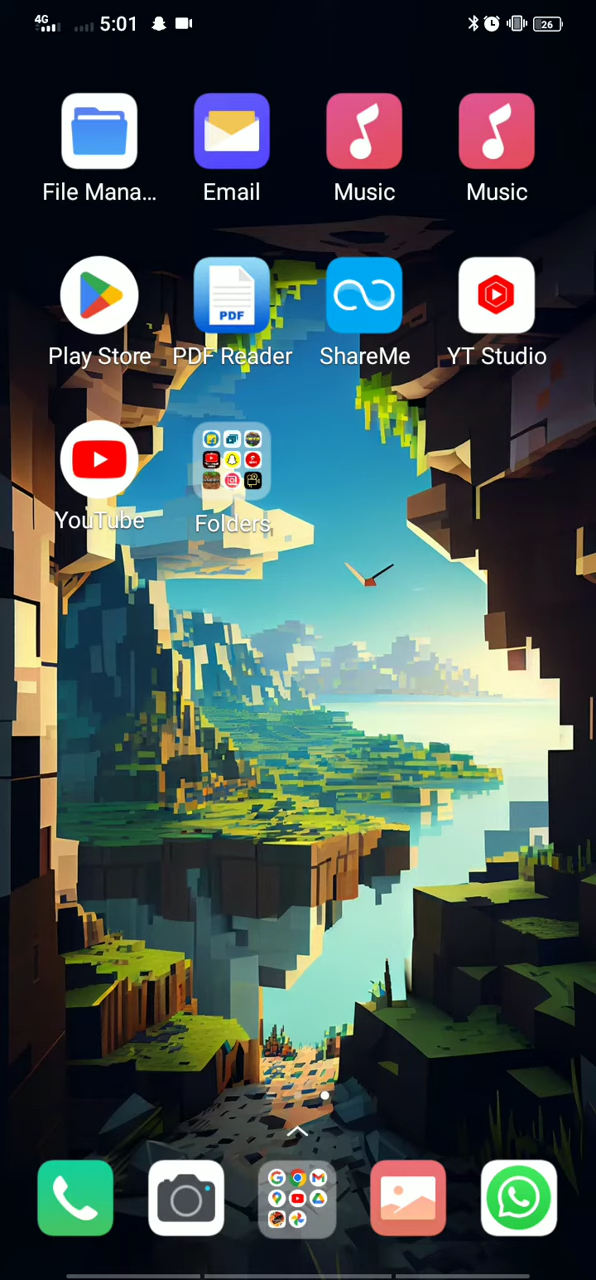 4G 5:01 26
File Mana... Email Music Music
PDF
Play Store PDF Reader ShareMe YT Studio
YouTube Folders